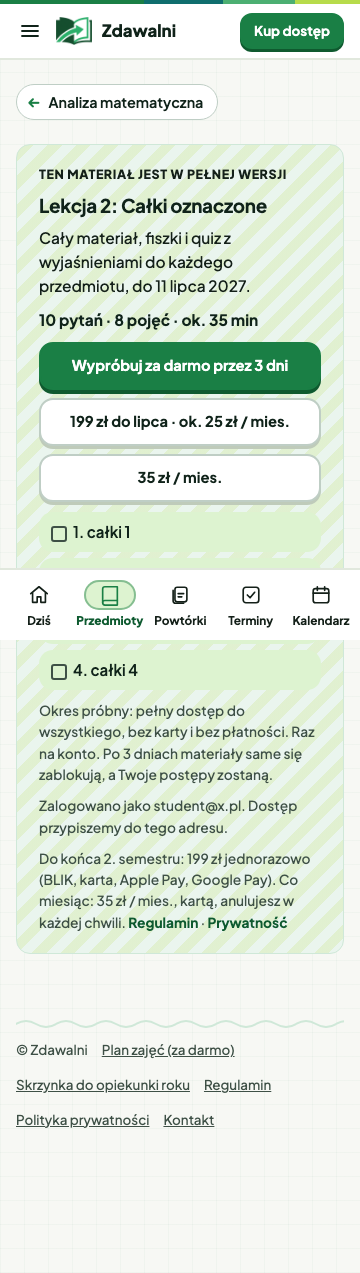 Zdawalni
Kup dostęp
← Analiza matematyczna
TEN MATERIAŁ JEST W PEŁNEJ WERSJI
Lekcja 2: Całki oznaczone
Cały materiał, fiszki i quiz z
wyjaśnieniami do każdego
przedmiotu, do 11 lipca 2027.
10 pytań · 8 pojęć · ok. 35 min
Wypróbuj za darmo przez 3 dni
199 zł do lipca · ok. 25 zł / mies.
35 zł / mies.
1. całki 1
Dziś
Przedmioty
Powtórki
Terminy
Kalendarz
4. całki 4
Okres próbny: pełny dostęp do
wszystkiego, bez karty i bez płatności. Raz
na konto. Po 3 dniach materiały same się
zablokują, a Twoje postępy zostaną.
Zalogowano jako student@x.pl. Dostęp
przypiszemy do tego adresu.
Do końca 2. semestru: 199 zł jednorazowo
(BLIK, karta, Apple Pay, Google Pay). Co
miesiąc: 35 zł / mies., kartą, anulujesz w
każdej chwili. Regulamin · Prywatność
© Zdawalni Plan zajęć (za darmo)
Skrzynka do opiekunki roku Regulamin
Polityka prywatności Kontakt